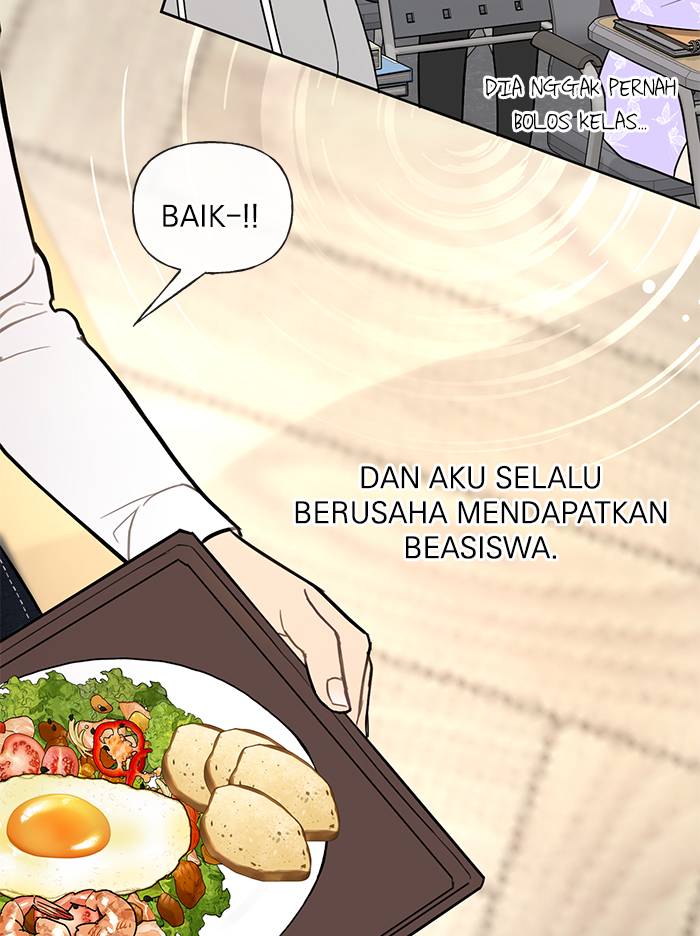 DIA NGGAK PERNAH
BOLOS KELAS...
BAIK-!!
DAN AKU SELALU
BERUSAHA MENDAPATKAN
BEASISWA.